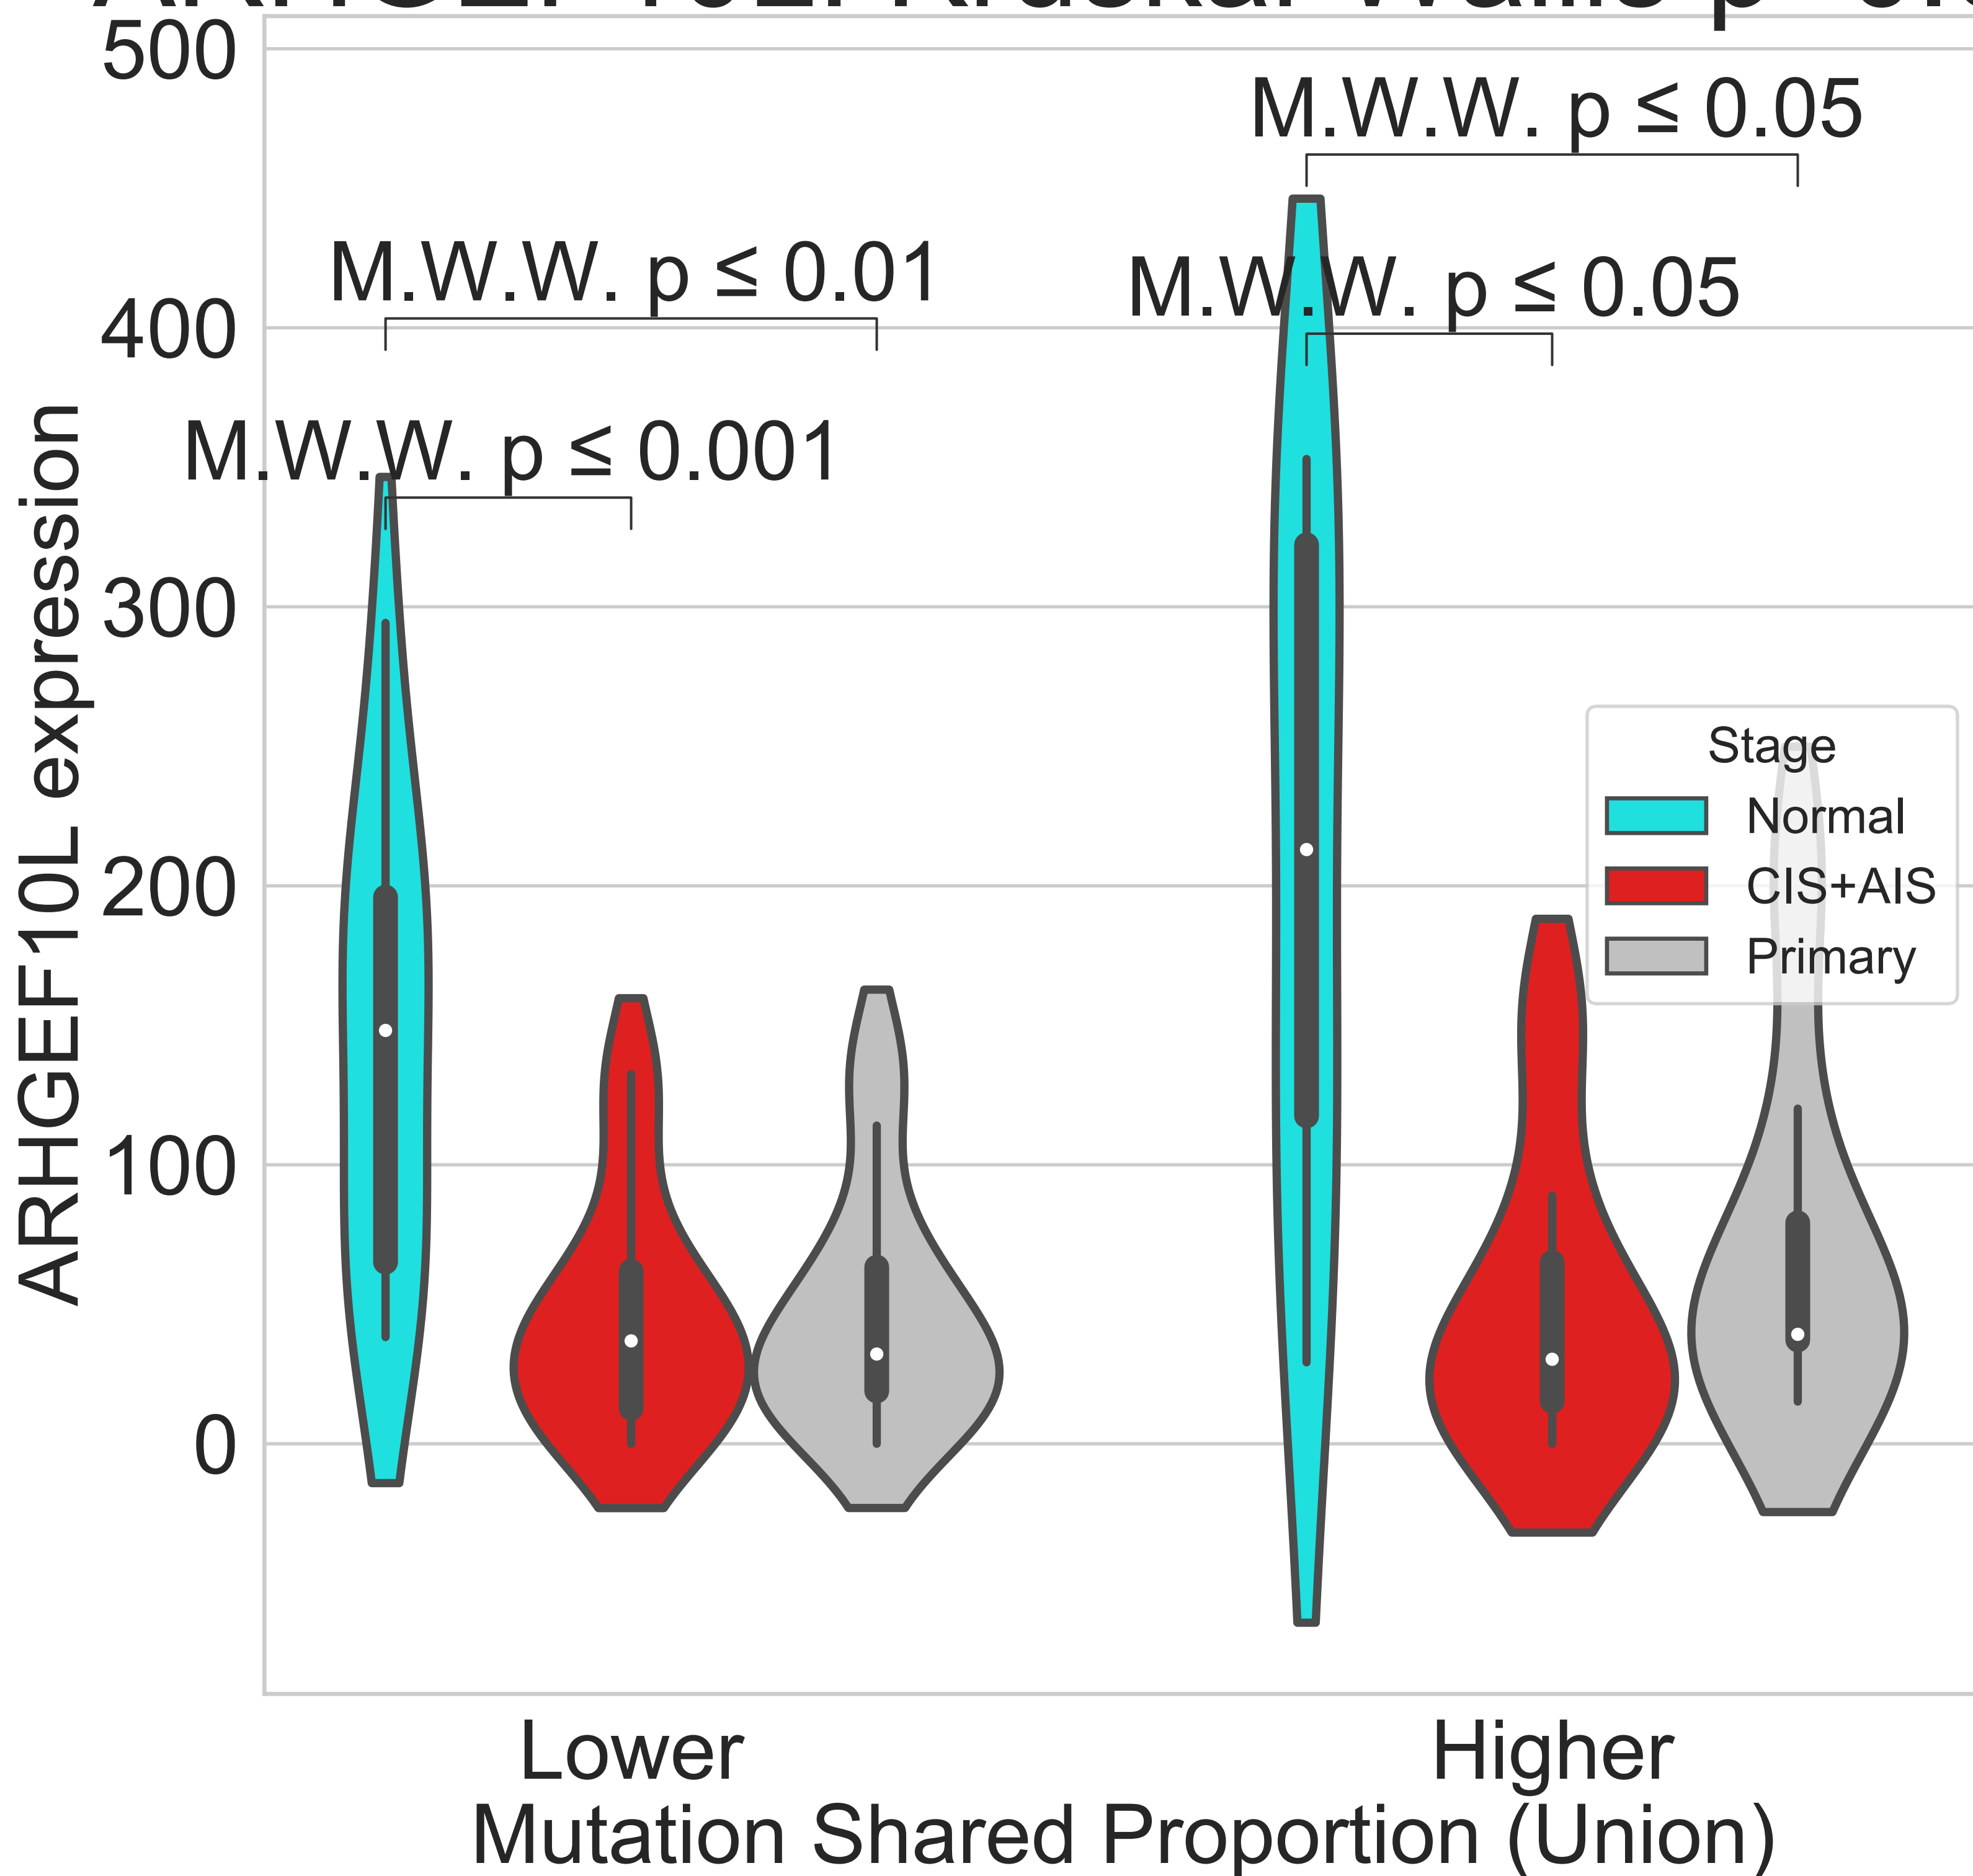 500
400
300
200
100
0
ARHGEF10L expression
M.W.W. p ≤ 0.05
M.W.W. p ≤ 0.01
M.W.W. p ≤ 0.05
M.W.W. p ≤ 0.001
Stage
Normal
CIS+AIS
Primary
Lower
Higher
Mutation Shared Proportion (Union)